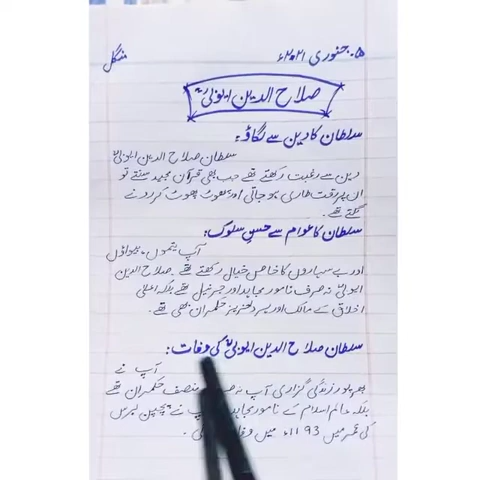 ۵۔ جنوری ۲۰۲۱ء منگل
صلاح الدین ایوبیؒ
سلطان کا دین سے لگاؤ:
سلطان صلاح الدین ایوبیؒ
دین سے رغبت رکھتے تھے جب بھی قرآن مجید سنتے تو
ان پر رقت طاری ہو جاتی اور پھوٹ پھوٹ کر رونے
لگتے تھے۔
سلطان کا عوام سے حسنِ سلوک:
آپ یتیموں، بیواؤں
اور بے سہاروں کا خاص خیال رکھتے تھے۔ صلاح الدین
ایوبیؒ نہ صرف نامور مجاہد اور جرنیل تھے بلکہ اعلیٰ
اخلاق کے مالک اور ہر دلعزیز حکمران بھی تھے۔
سلطان صلاح الدین ایوبیؒ کی وفات:
آپ نے
بھرپور زندگی گزاری آپ نہ منصف حکمران تھے
بلکہ عالم اسلام کے نامور مجاہد نے پچپن برس
کی عمر میں 1193ء میں